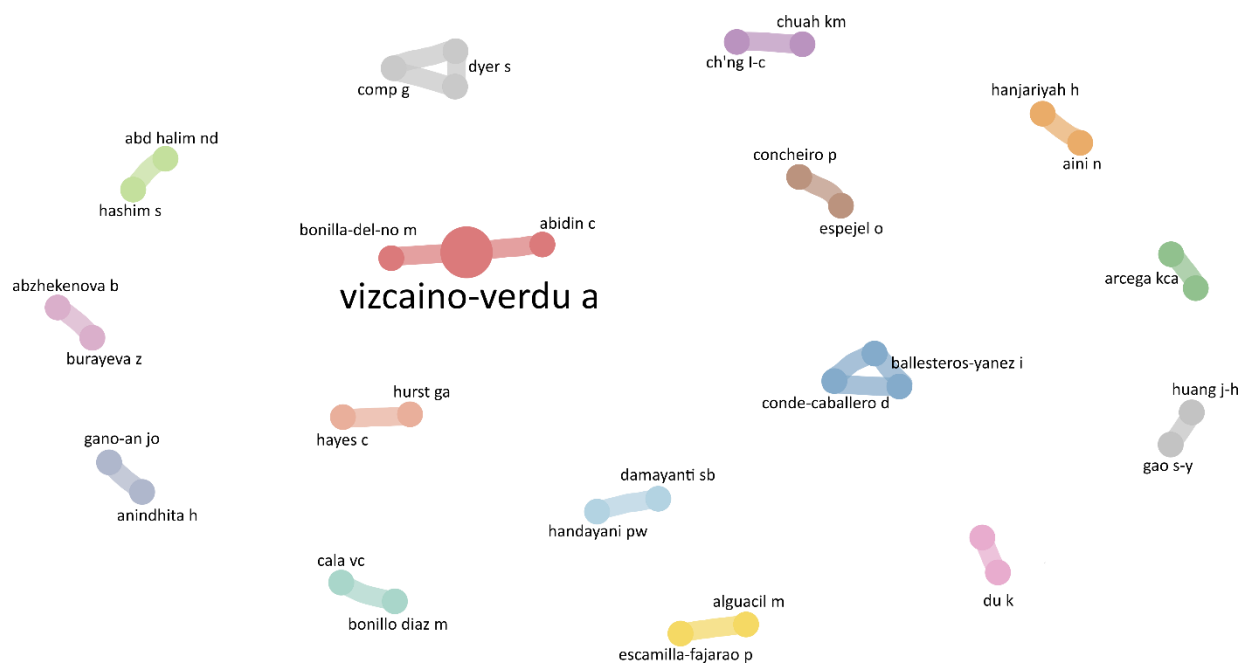 chuah km
ch'ng l-c
dyer s
comp g
hanjariyah h
aini n
abd halim nd
hashim s
concheiro p
espejel o
bonilla-del-no m
abidin c
vizcaino-verdu a
arcega kca
abzhekenova b
burayeva z
ballesteros-yanez i
conde-caballero d
hurst ga
hayes c
huang j-h
gao s-y
gano-an jo
anindhita h
damayanti sb
handayani pw
cala vc
bonillo diaz m
du k
alguacil m
escamilla-fajarao p